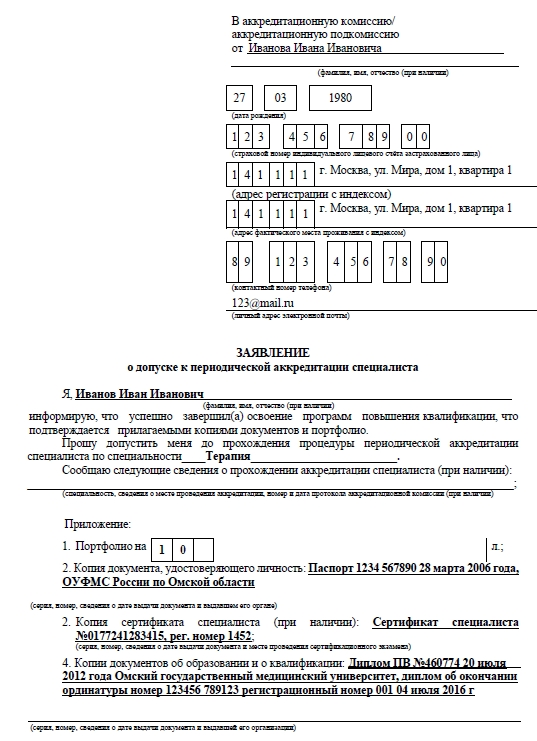 В аккредитационную комиссию/
аккредитационную подкомиссию
от Иванова Ивана Ивановича
(фамилия, имя, отчество (при наличии)
27 03 1980
(дата рождения)
1 2 3 4 5 6 7 8 9 0 0
(страховой номер индивидуального лицевого счёта застрахованного лица)
1 4 1 1 1 1 г. Москва, ул. Мира, дом 1, квартира 1
(адрес регистрации с индексом)
1 4 1 1 1 1 г. Москва, ул. Мира, дом 1, квартира 1
(адрес фактического места проживания с индексом)
8 9 1 2 3 4 5 6 7 8 9 0
(контактный номер телефона)
123@mail.ru
(личный адрес электронной почты)
ЗАЯВЛЕНИЕ
о допуске к периодической аккредитации специалиста
Я, Иванов Иван Иванович
(фамилия, имя, отчество (при наличии)
информирую, что успешно завершил(а) освоение программ повышения квалификации, что
подтверждается прилагаемыми копиями документов и портфолио.
Прошу допустить меня до прохождения процедуры периодической аккредитации
специалиста по специальности____Терапия____.
Сообщаю следующие сведения о прохождении аккредитации специалиста (при наличии):
;
(специальность, сведения о месте проведения аккредитации, номер и дата протокола аккредитационной комиссии (при наличии)
Приложение:
1. Портфолио на 1 0 л.;
2. Копия документа, удостоверяющего личность: Паспорт 1234 567890 28 марта 2006 года,
ОУФМС России по Омской области
(серия, номер, сведения о дате выдачи документа и выдавшем его органе)
2. Копия сертификата специалиста (при наличии): Сертификат специалиста
№0177241283415, рег. номер 1452;
(серия, номер, сведения о дате выдачи документа и месте проведения сертификационного экзамена)
4. Копии документов об образовании и о квалификации: Диплом ПВ №460774 20 июля
2012 года Омский государственный медицинский университет, диплом об окончании
ординатуры номер 123456 789123 регистрационный номер 001 04 июля 2016 г
(серия, номер, сведения о дате выдачи документа и выдавшей его организации)